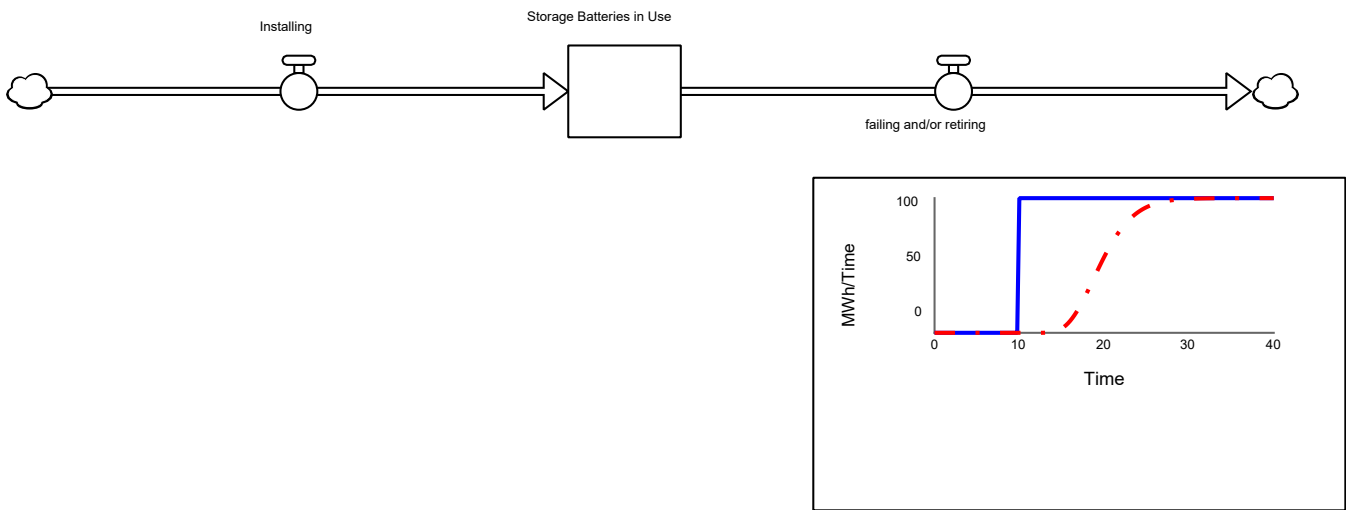 Storage Batteries in Use
Installing
failing and/or retiring
MWh/Time
100
50
0
0 10 20 30 40
Time